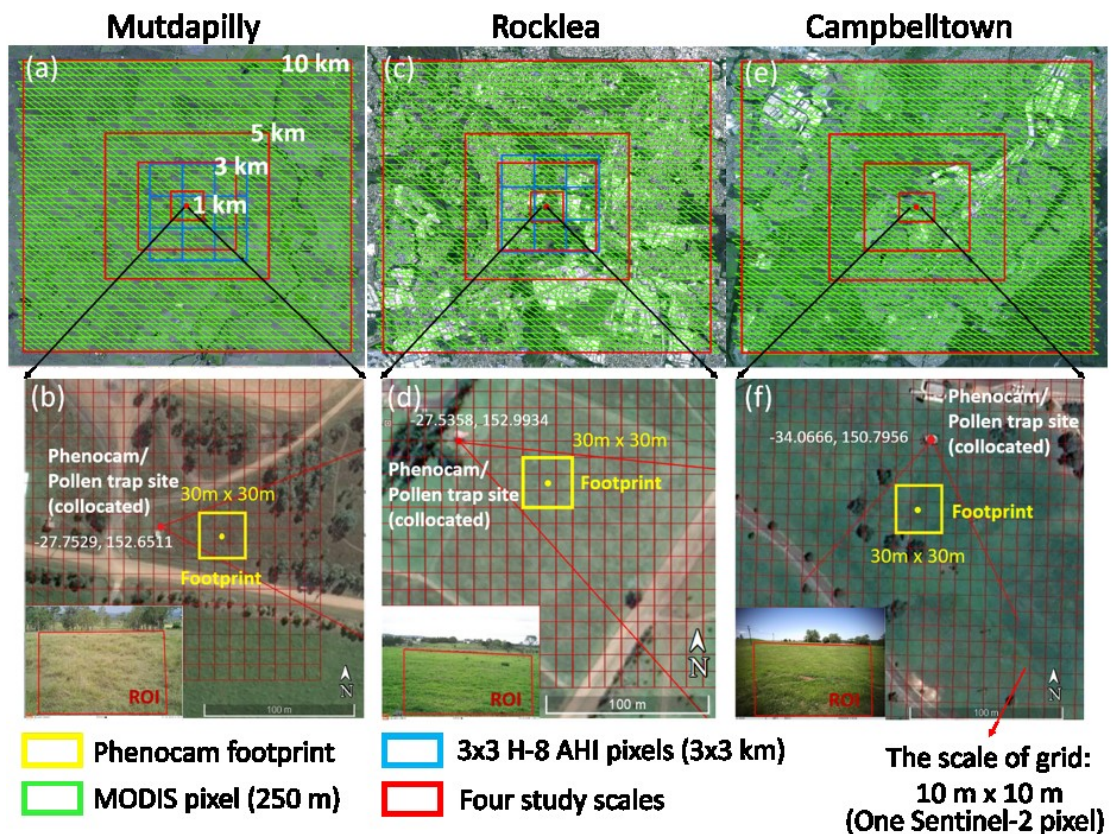 Mutdapilly
Rocklea
Campbelltown
(a)
10 km
5 km
3 km
1 km
(c)
(e)
(b)
Phenocam/
Pollen trap site
(collocated)
30m x 30m
-27.7529, 152.6511
Footprint
ROI
N
100 m
(d)
-27.5358, 152.9934
30m x 30m
Phenocam/
Pollen trap site
(collocated)
Footprint
ROI
N
100 m
(f)
Phenocam/
Pollen trap site
(collocated)
-34.0666, 150.7956
Footprint
30m x 30m
ROI
N
100 m
Phenocam footprint
MODIS pixel (250 m)
3x3 H-8 AHI pixels (3x3 km)
Four study scales
The scale of grid:
10 m x 10 m
(One Sentinel-2 pixel)